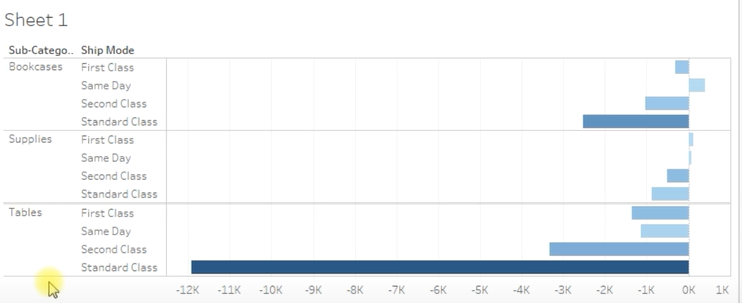 Sheet 1
Sub-Catego.. Ship Mode
Bookcases First Class
Same Day
Second Class
Standard Class
Supplies First Class
Same Day
Second Class
Standard Class
Tables First Class
Same Day
Second Class
Standard Class
-12K -11K -10K -9K -8K -7K -6K -5K -4K -3K -2K -1K 0K 1K